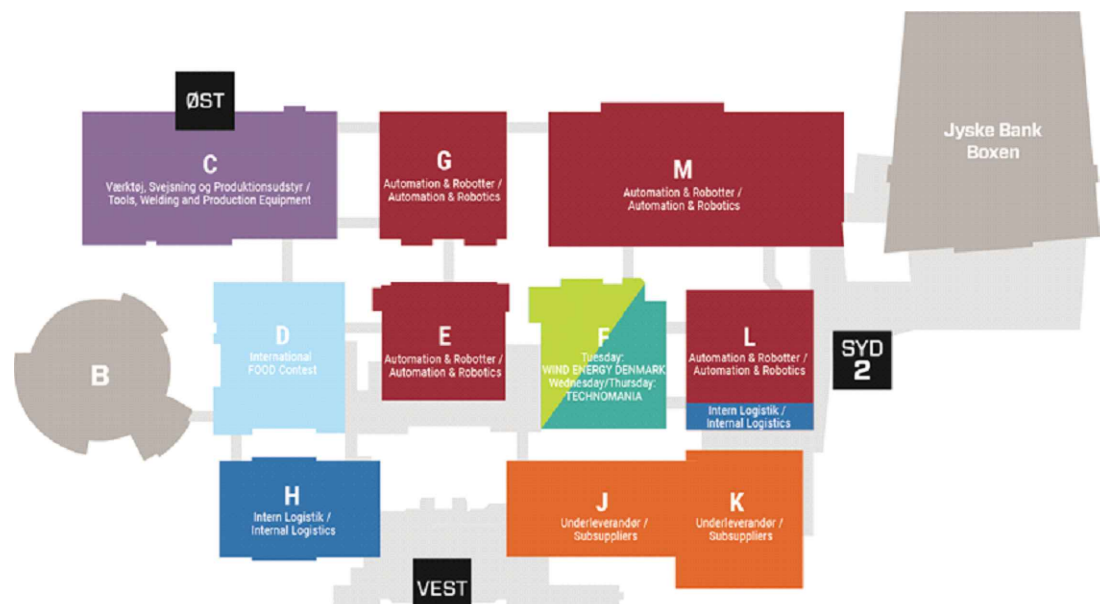 ØST
C
Værktøj, Svejsning og Produktionsudstyr /
Tools, Welding and Production Equipment
G
Automation & Robotter /
Automation & Robotics
M
Automation & Robotter /
Automation & Robotics
Jyske Bank
Boxen
B
D
International
FOOD Contest
E
Automation & Robotter /
Automation & Robotics
F
Tuesday:
WIND ENERGY DENMARK
Wednesday/Thursday:
TECHNOMANIA
L
Automation & Robotter /
Automation & Robotics
Intern Logistik /
Internal Logistics
SYD
2
H
Intern Logistik /
Internal Logistics
J
Underleverandør /
Subsuppliers
K
Underleverandør /
Subsuppliers
VEST